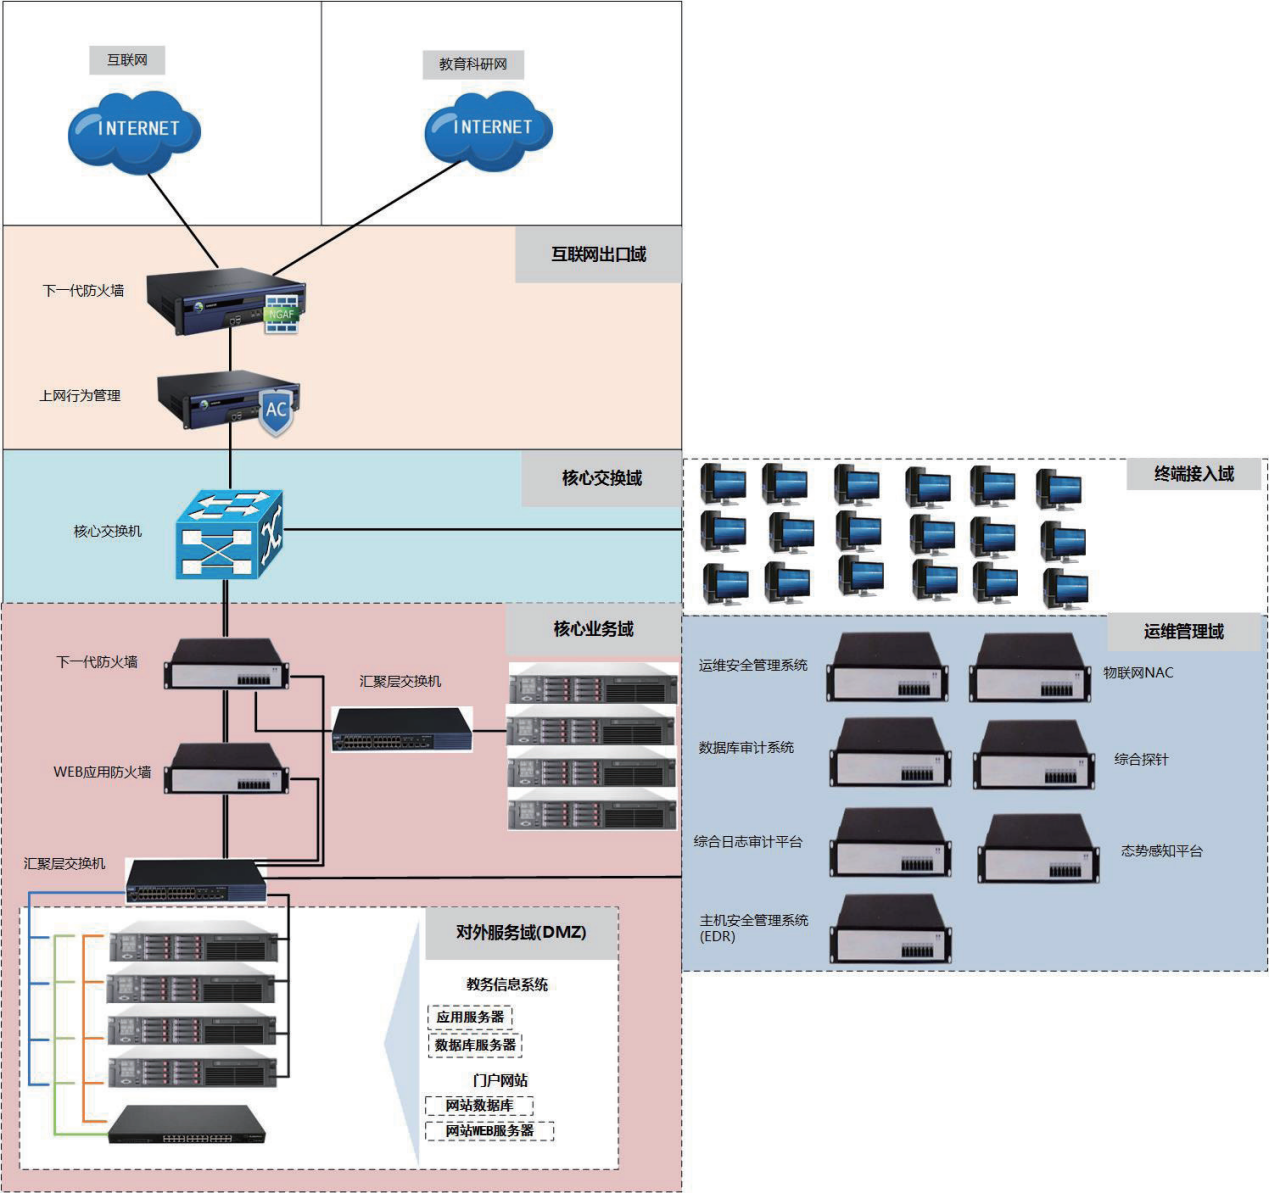 互联网
教育科研网
INTERNET
INTERNET
互联网出口域
下一代防火墙
NGAF
上网行为管理
AC
核心交换域
核心交换机
终端接入域
核心业务域
下一代防火墙
汇聚层交换机
WEB应用防火墙
汇聚层交换机
运维管理域
运维安全管理系统
物联网NAC
数据库审计系统
综合探针
综合日志审计平台
态势感知平台
主机安全管理系统
(EDR)
对外服务域(DMZ)
教务信息系统
应用服务器
数据库服务器
门户网站
网站数据库
网站WEB服务器